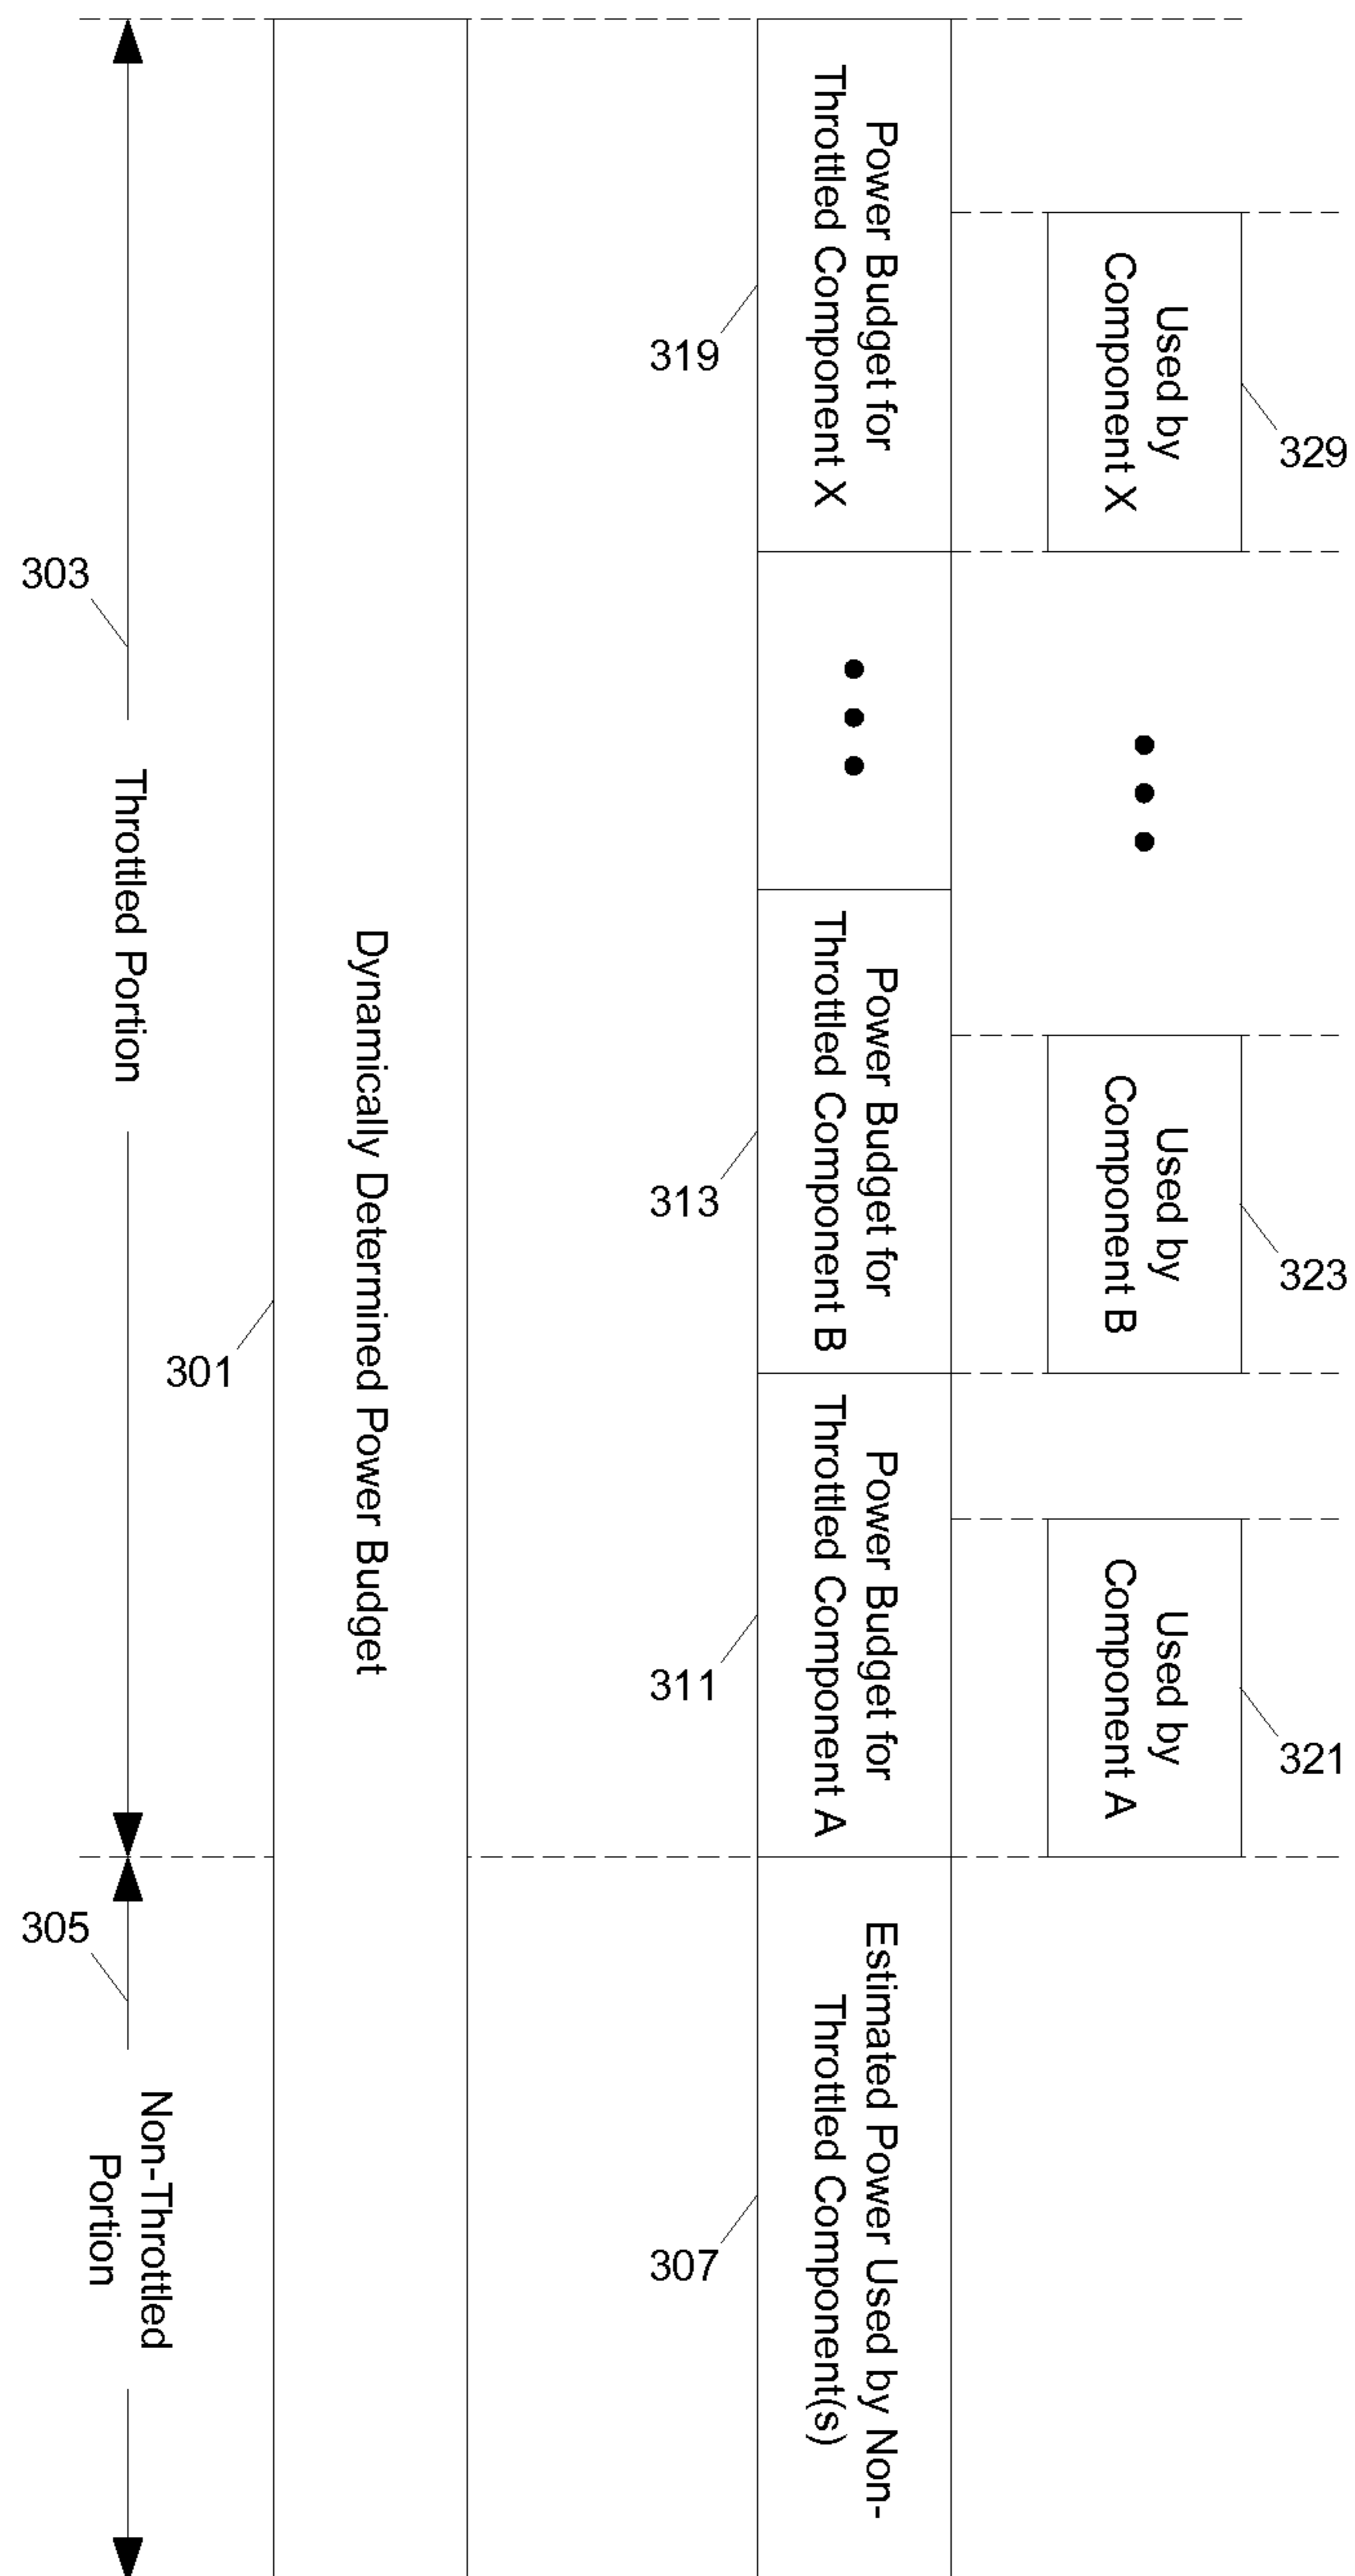 329
Used by
Component X
Power Budget for
Throttled Component X
319
303
Throttled Portion
323
Used by
Component B
Power Budget for
Throttled Component B
313
Dynamically Determined Power Budget
301
321
Used by
Component A
Power Budget for
Throttled Component A
311
Estimated Power Used by Non-
Throttled Component(s)
307
305
Non-Throttled
Portion